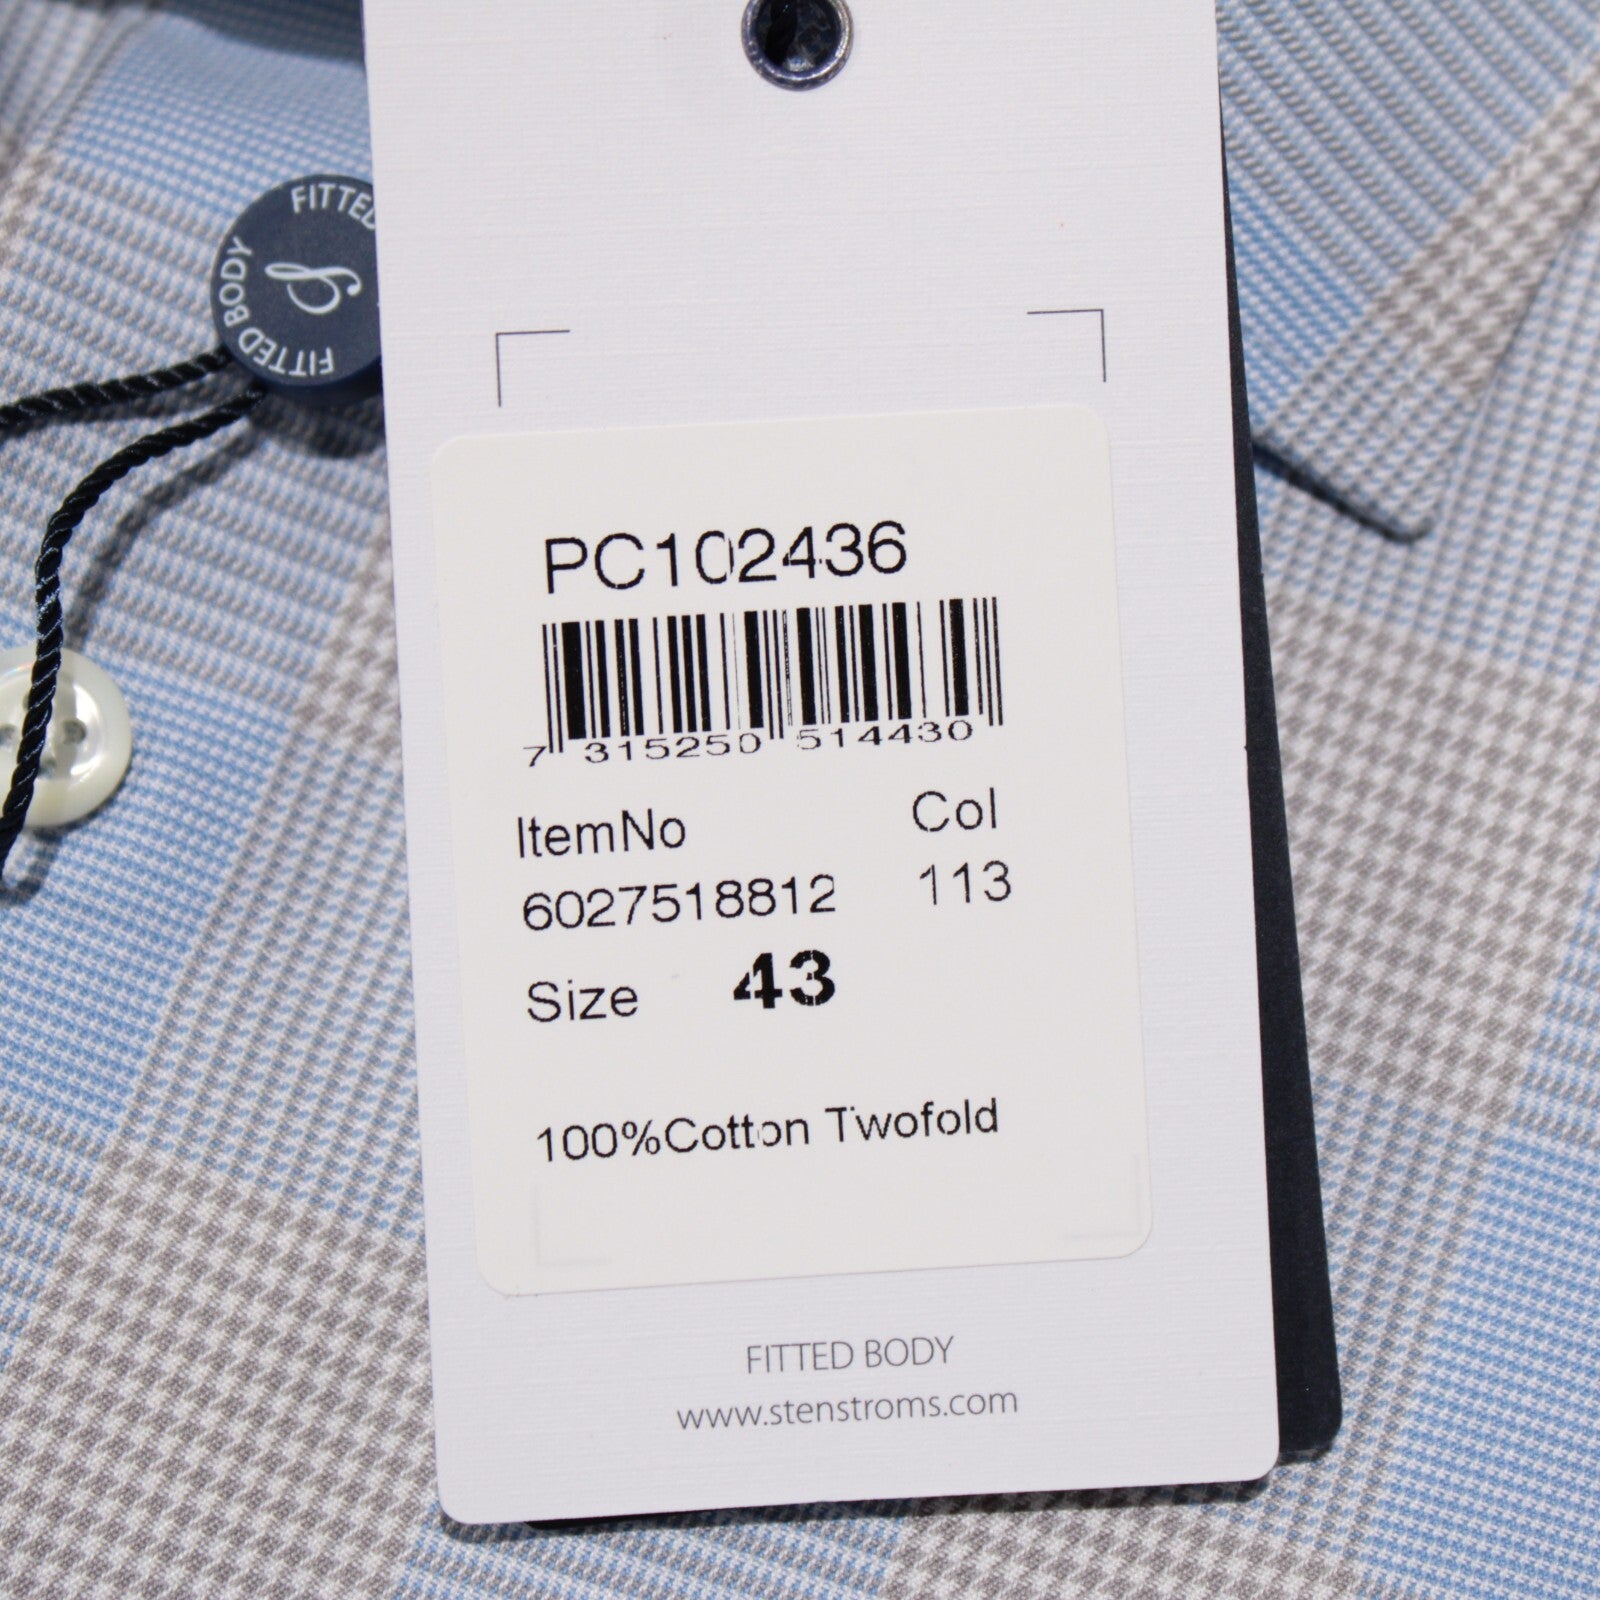 FITTED
FITTED BODY
PC102436
7 315250 514430
ItemNo Col
6027518812 113
Size 43
100%Cotton Twofold
FITTED BODY
www.stenstroms.com